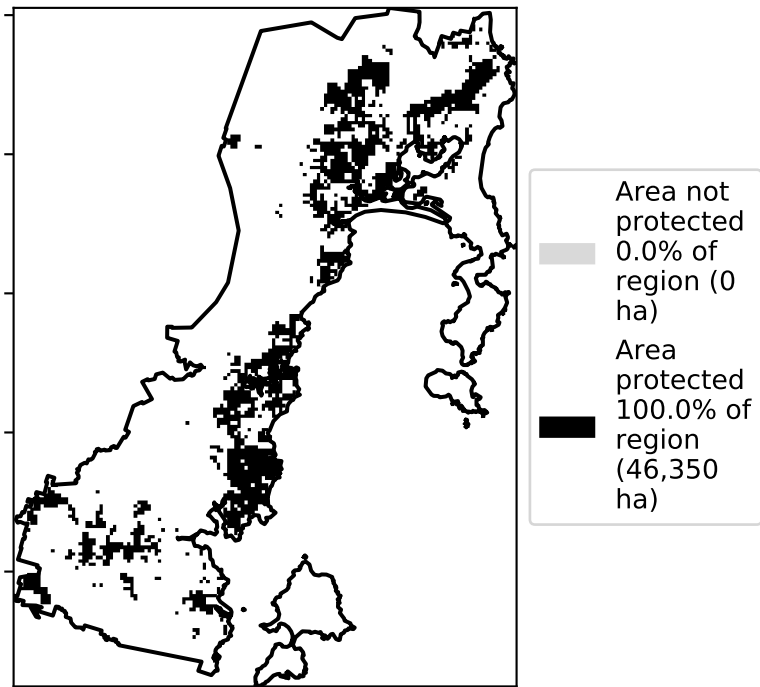 Area not
protected
0.0% of
region (0
ha)
Area
protected
100.0% of
region
(46,350
ha)